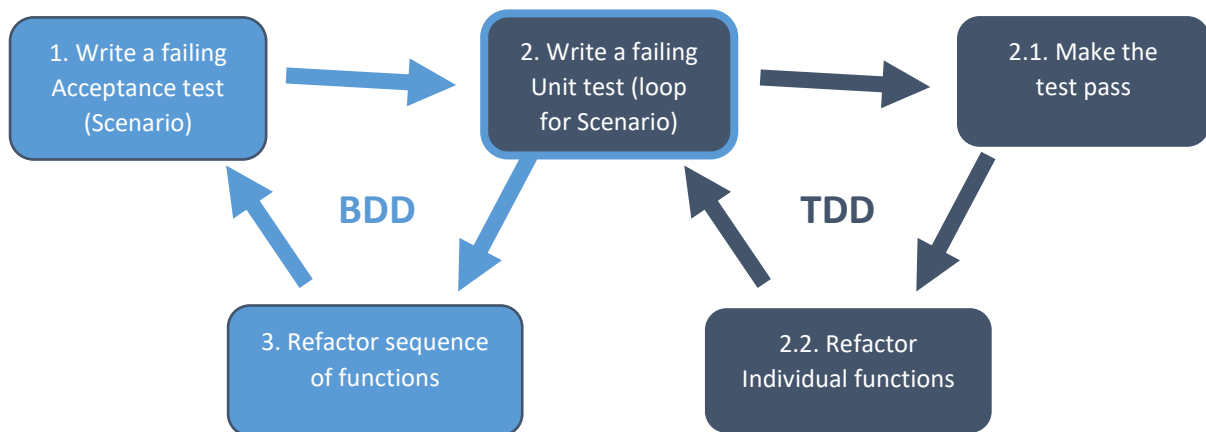 1. Write a failing
Acceptance test
(Scenario)
2. Write a failing
Unit test (loop
for Scenario)
2.1. Make the
test pass
BDD
TDD
3. Refactor sequence
of functions
2.2. Refactor
Individual functions